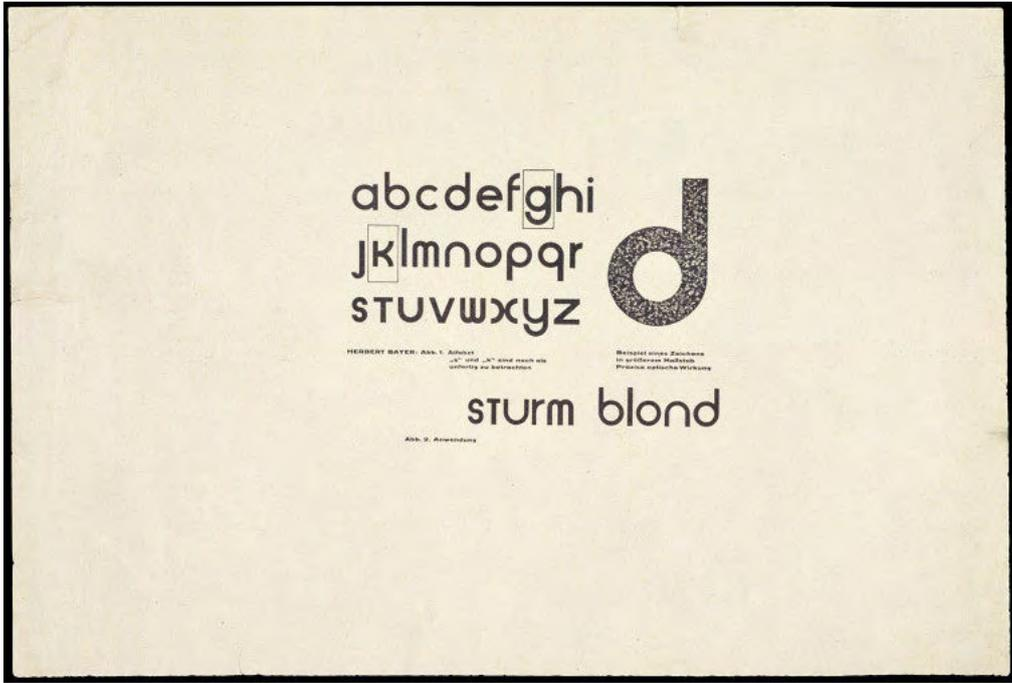 abcdefghi
jklmnopqr
stuvwxyz
d
HERBERT BAYER: Abb. 1. Alfabet
„g“ und „k“ sind noch als
unfertig zu betrachten
Beispiel eines Zeichens
in größerem Maßstab
Präzise optische Wirkung
sturm blond
Abb. 2. Anwendung